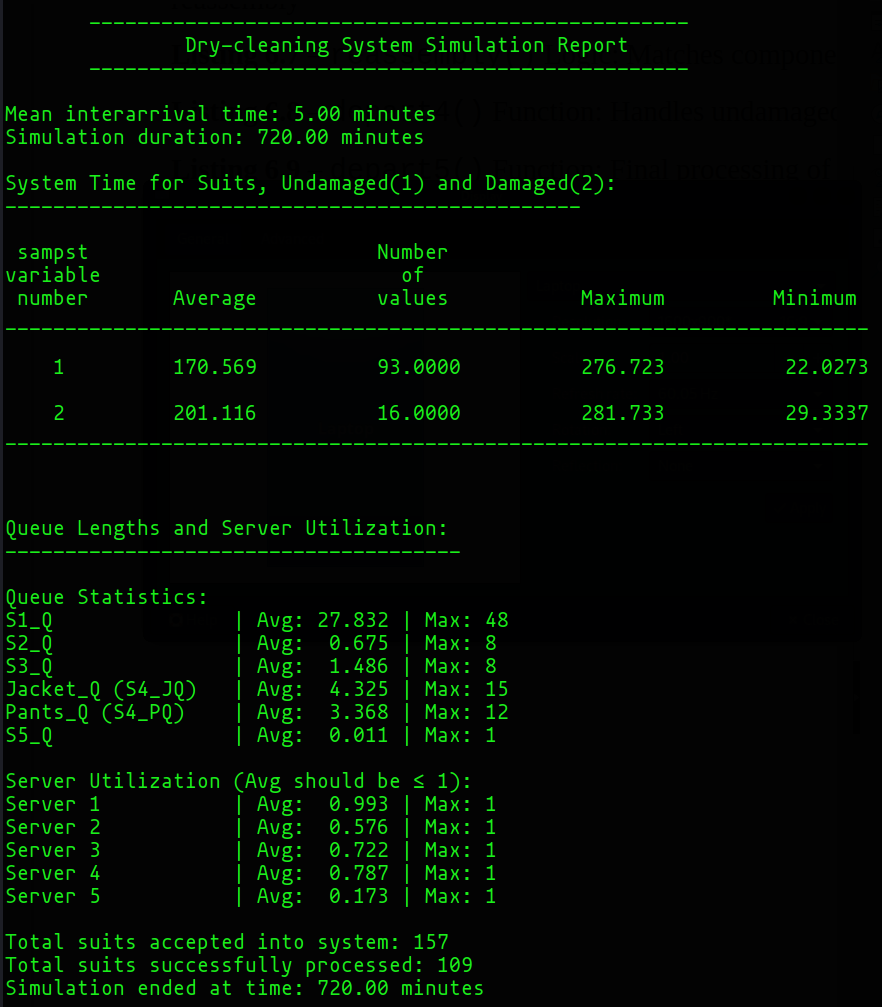 --------------------------------------------------
Dry-cleaning System Simulation Report
--------------------------------------------------
Mean interarrival time: 5.00 minutes
Simulation duration: 720.00 minutes
System Time for Suits, Undamaged(1) and Damaged(2):
------------------------------------------------
sampst Number
variable of
number Average values Maximum Minimum
------------------------------------------------------------------------
1 170.569 93.0000 276.723 22.0273
2 201.116 16.0000 281.733 29.3337
------------------------------------------------------------------------
Queue Lengths and Server Utilization:
--------------------------------------
Queue Statistics:
S1_Q | Avg: 27.832 | Max: 48
S2_Q | Avg: 0.675 | Max: 8
S3_Q | Avg: 1.486 | Max: 8
Jacket_Q (S4_JQ) | Avg: 4.325 | Max: 15
Pants_Q (S4_PQ) | Avg: 3.368 | Max: 12
S5_Q | Avg: 0.011 | Max: 1
Server Utilization (Avg should be ≤ 1):
Server 1 | Avg: 0.993 | Max: 1
Server 2 | Avg: 0.576 | Max: 1
Server 3 | Avg: 0.722 | Max: 1
Server 4 | Avg: 0.787 | Max: 1
Server 5 | Avg: 0.173 | Max: 1
Total suits accepted into system: 157
Total suits successfully processed: 109
Simulation ended at time: 720.00 minutes